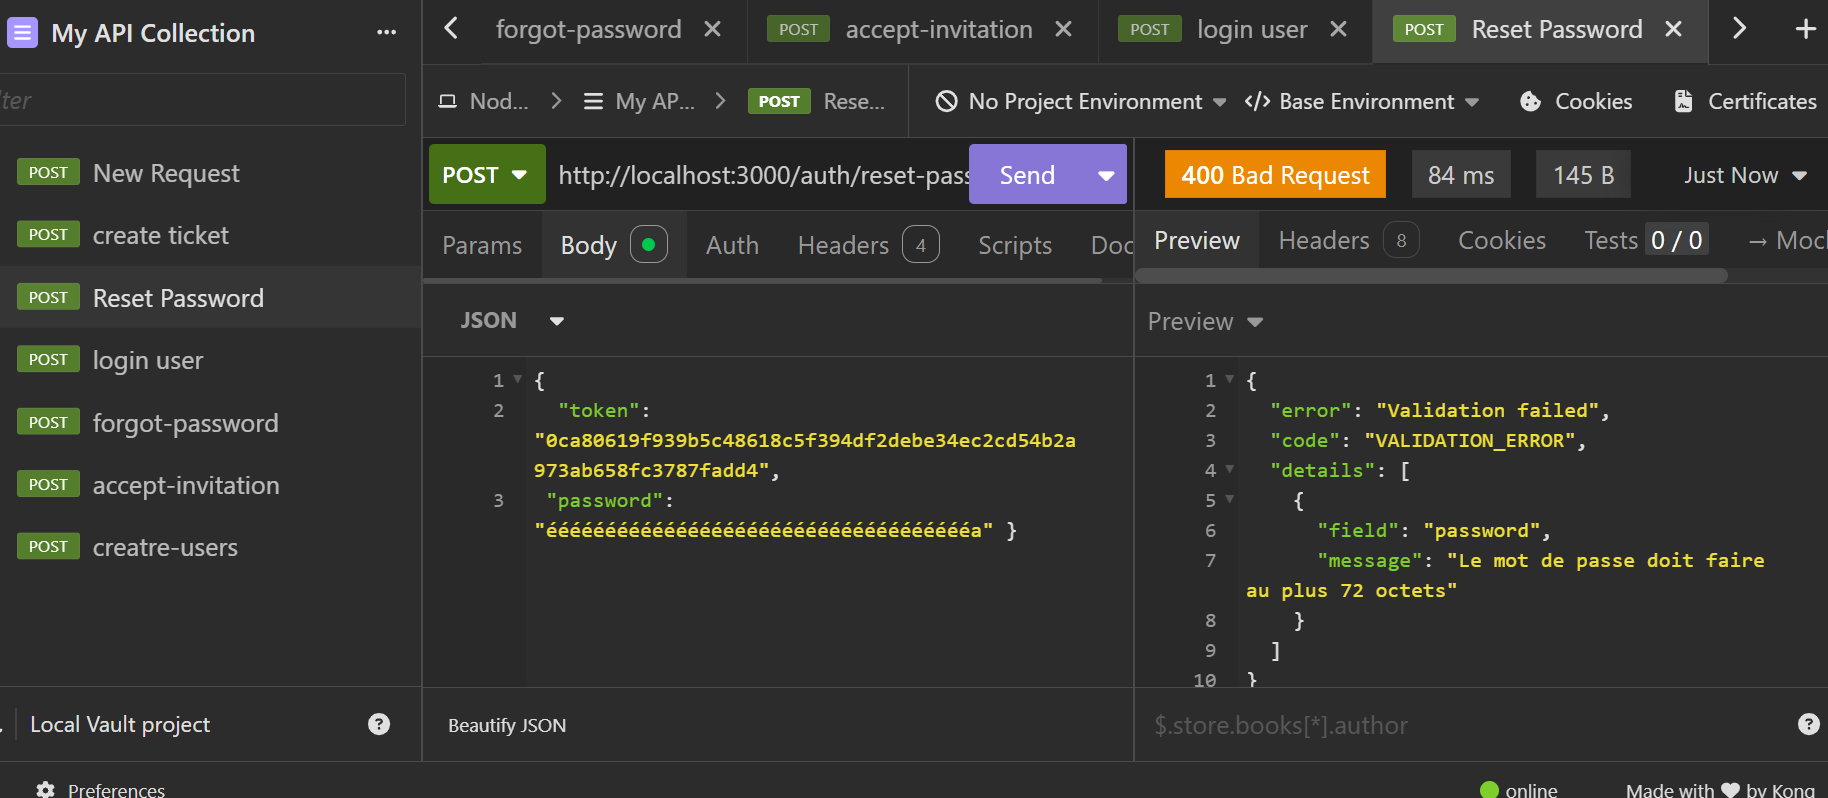 My API Collection
...
forgot-password
POST accept-invitation
POST login user
POST Reset Password
lter
Nod...
My AP...
POST Rese...
No Project Environment
Base Environment
Cookies
Certificates
POST New Request
POST create ticket
POST Reset Password
POST login user
POST forgot-password
POST accept-invitation
POST creatre-users
POST
http://localhost:3000/auth/reset-pass
Send
400 Bad Request
84 ms
145 B
Just Now
Params
Body
Auth
Headers 4
Scripts
Doc
Preview
Headers 8
Cookies
Tests 0 / 0
→ Moc
JSON
Preview
1 {
2 "token":
"0ca80619f939b5c48618c5f394df2debe34ec2cd54b2a
973ab658fc3787fadd4",
3 "password":
"ééééééééééééééééééééééééééééééééééééa" }
1 {
2 "error": "Validation failed",
3 "code": "VALIDATION_ERROR",
4 "details": [
5 {
6 "field": "password",
7 "message": "Le mot de passe doit faire
au plus 72 octets"
8 }
9 ]
10 }
Local Vault project
Beautify JSON
$.store.books[*].author
Preferences
online
Made with
by Kong